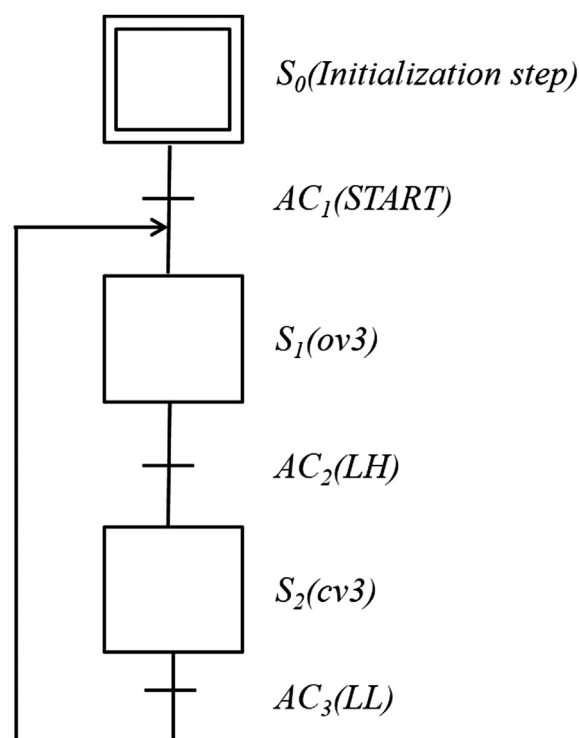 S₀(Initialization step)
AC₁(START)
S₁(ov3)
AC₂(LH)
S₂(cv3)
AC₃(LL)